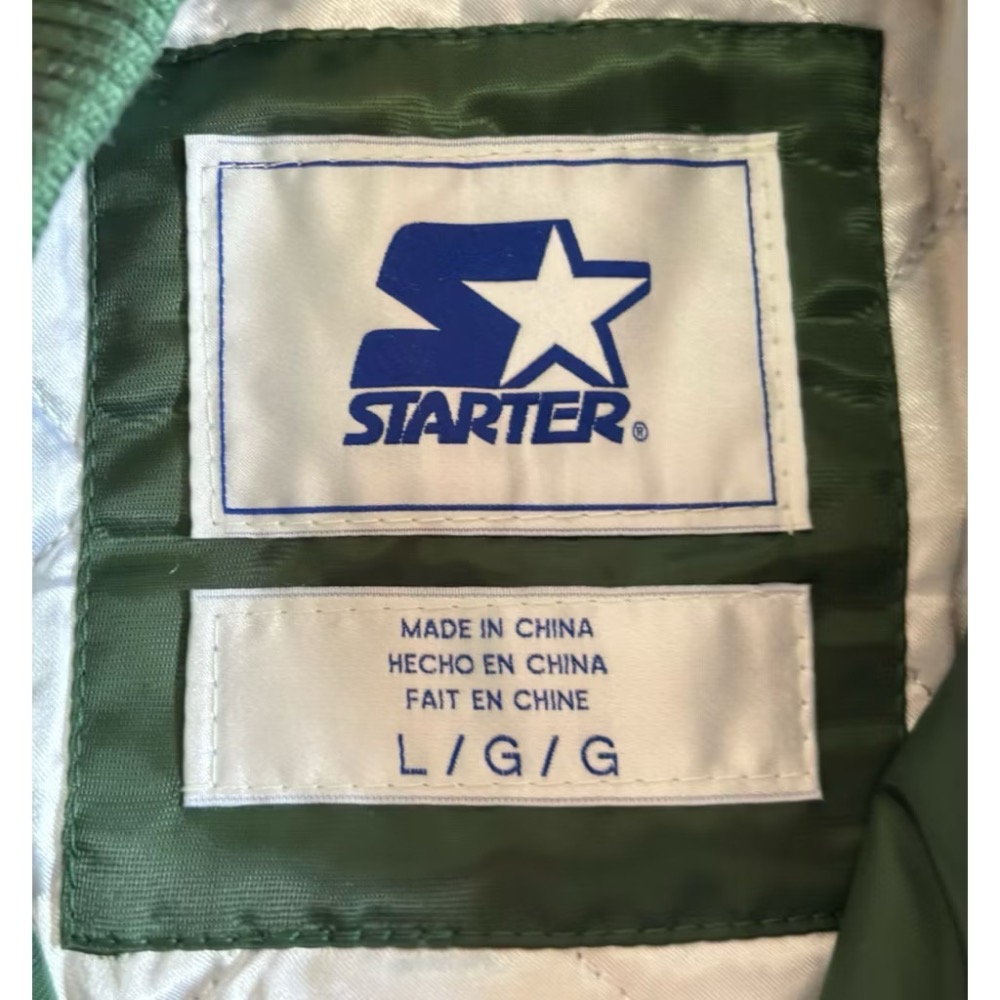 STARTER®
MADE IN CHINA
HECHO EN CHINA
FAIT EN CHINE
L / G / G